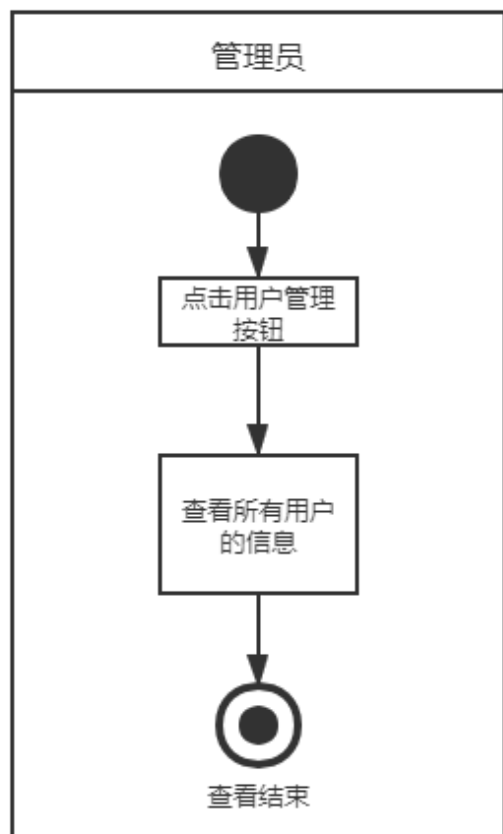 管理员
点击用户管理
按钮
查看所有用户
的信息
查看结束